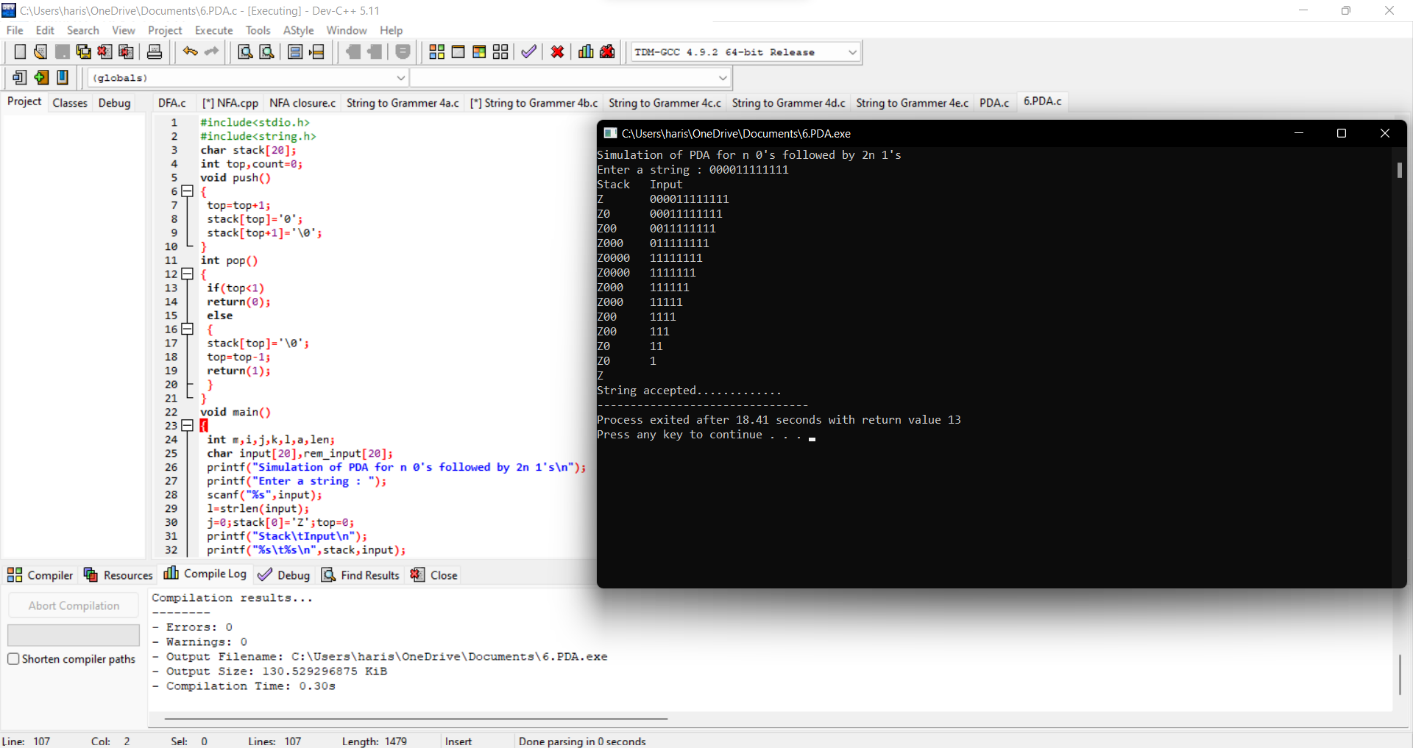 C:\Users\haris\OneDrive\Documents\6.PDA.c - [Executing] - Dev-C++ 5.11
File Edit Search View Project Execute Tools AStyle Window Help
TDM-GCC 4.9.2 64-bit Release
(globals)
Project Classes Debug
DFA.c [*] NFA.cpp NFA closure.c String to Grammer 4a.c [*] String to Grammer 4b.c String to Grammer 4c.c String to Grammer 4d.c String to Grammer 4e.c PDA.c 6.PDA.c
1 #include<stdio.h>
2 #include<string.h>
3 char stack[20];
4 int top,count=0;
5 void push()
6 {
7 top=top+1;
8 stack[top]='0';
9 stack[top+1]='\0';
10 }
11 int pop()
12 {
13 if(top<1)
14 return(0);
15 else
16 {
17 stack[top]='\0';
18 top=top-1;
19 return(1);
20 }
21 }
22 void main()
23 {
24 int m,i,j,k,l,a,len;
25 char input[20],rem_input[20];
26 printf("Simulation of PDA for n 0's followed by 2n 1's\n");
27 printf("Enter a string : ");
28 scanf("%s",input);
29 l=strlen(input);
30 j=0;stack[0]='Z';top=0;
31 printf("Stack\tInput\n");
32 printf("%s\t%s\n",stack,input);
C:\Users\haris\OneDrive\Documents\6.PDA.exe
Simulation of PDA for n 0's followed by 2n 1's
Enter a string : 000011111111
Stack Input
Z 000011111111
Z0 00011111111
Z00 0011111111
Z000 011111111
Z0000 11111111
Z0000 1111111
Z000 111111
Z000 11111
Z00 1111
Z00 111
Z0 11
Z0 1
Z
String accepted.............
--------------------------------
Process exited after 18.41 seconds with return value 13
Press any key to continue . . .
Compiler Resources Compile Log Debug Find Results Close
Abort Compilation
Shorten compiler paths
Compilation results...
--------
- Errors: 0
- Warnings: 0
- Output Filename: C:\Users\haris\OneDrive\Documents\6.PDA.exe
- Output Size: 130.529296875 KiB
- Compilation Time: 0.30s
Line: 107 Col: 2 Sel: 0 Lines: 107 Length: 1479 Insert Done parsing in 0 seconds